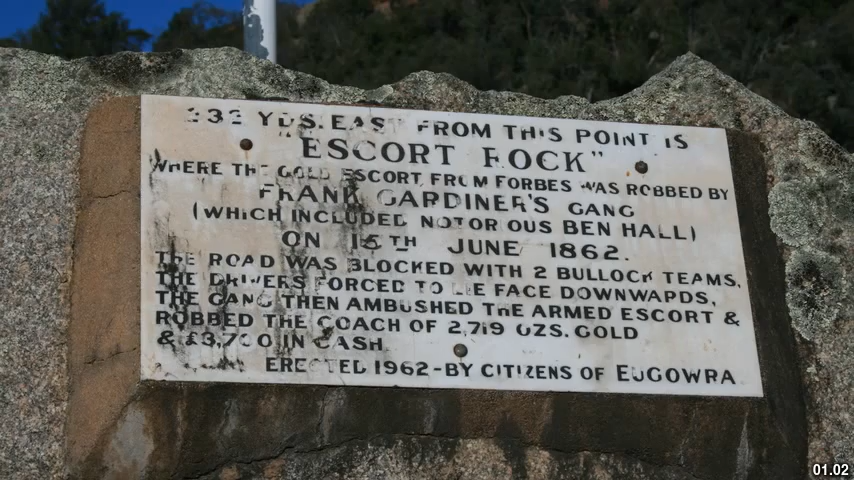 333 YDS. EAST FROM THIS POINT IS
"ESCORT ROCK"
WHERE THE GOLD ESCORT FROM FORBES WAS ROBBED BY
FRANK GARDINER'S GANG
(WHICH INCLUDED NOTORIOUS BEN HALL)
ON 15TH JUNE 1862.
THE ROAD WAS BLOCKED WITH 2 BULLOCK TEAMS,
THE DRIVERS FORCED TO LIE FACE DOWNWARDS,
THE GANG THEN AMBUSHED THE ARMED ESCORT &
ROBBED THE COACH OF 2,719 OZS. GOLD
& £3,700 IN CASH
ERECTED 1962-BY CITIZENS OF EUGOWRA
01.02